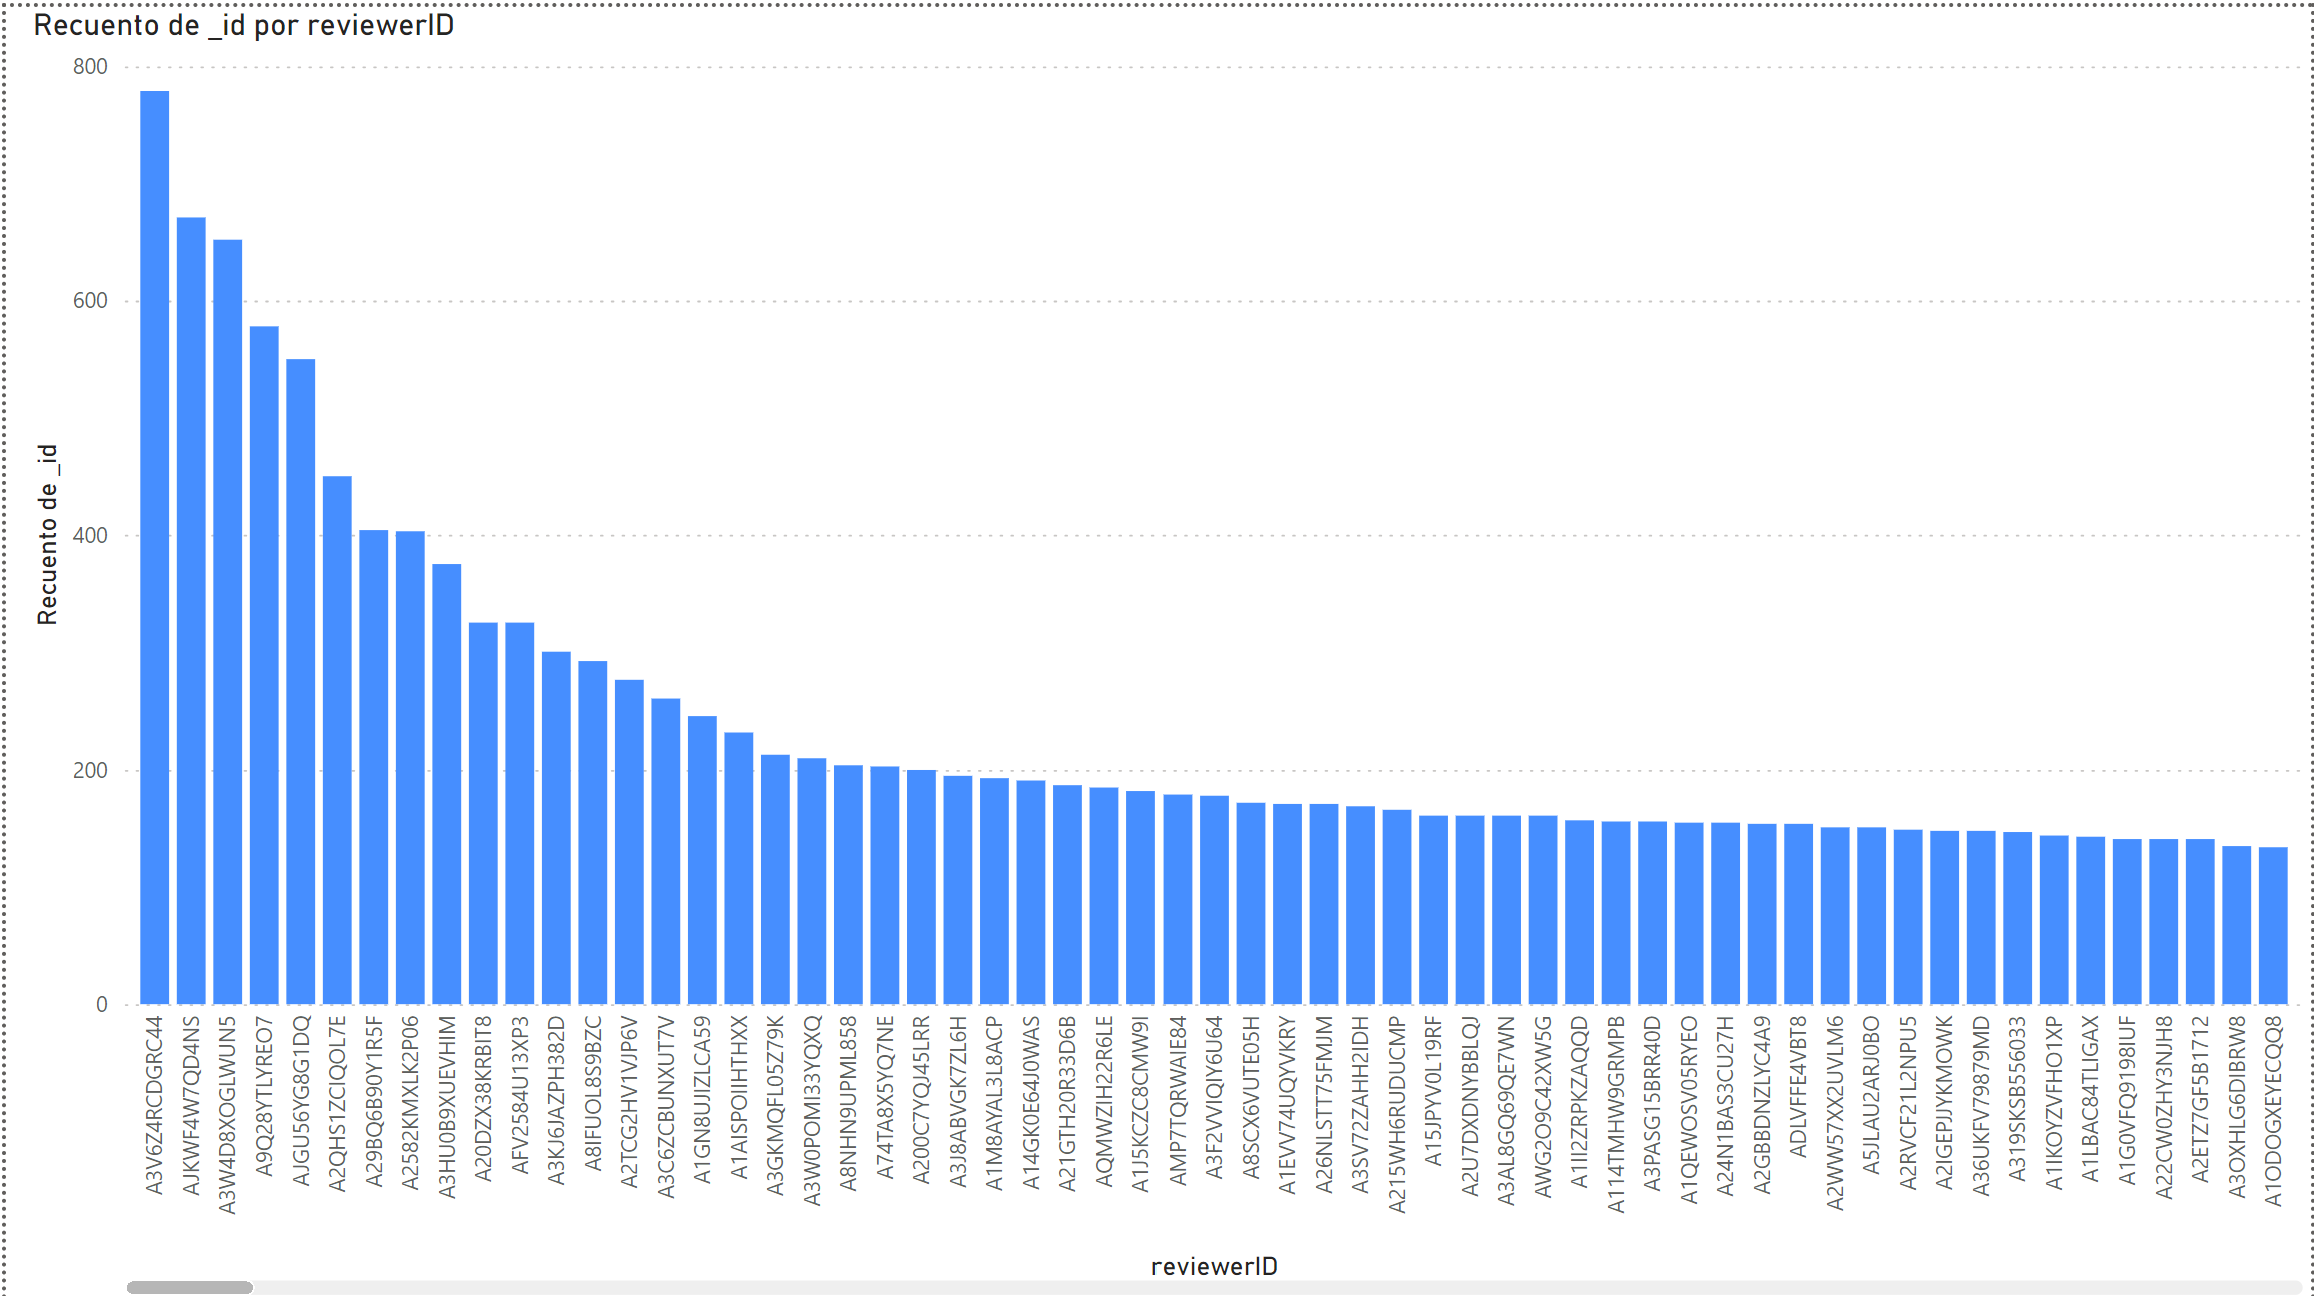 Recuento de _id por reviewerID
800
600
400
200
0
Recuento de _id
A3V6Z4RCDGRC44
AJKWF4W7QD4NS
A3W4D8XOGLWUN5
A9Q28YTLYREO7
AJGU56YG8G1DQ
A2QHS1ZCIQOL7E
A29BQ6B90Y1R5F
A2582KMXLK2P06
A3HU0B9XUEVHIM
A20DZX38KRBIT8
AFV2584U13XP3
A3KJ6JAZPH382D
A8IFUOL8S9BZC
A2TCG2HV1VJP6V
A3C6ZCBUNXUT7V
A1GN8UJIZLCA59
A1AISPOIIHTHXX
A3GKMQFL05Z79K
A3W0POMI33YQXQ
A8NHN9UPML858
A74TA8X5YQ7NE
A200C7YQJ45LRR
A3J8ABVGK7ZL6H
A1M8AYAL3L8ACP
A14GK0E64J0WAS
A21GTH20R33D6B
AQMWZIH22R6LE
A1J5KCZC8CMW9I
AMP7TQRWAIE84
A3F2VVIQIY6U64
A8SCX6VUTE05H
A1EVV74UQYVKRY
A26NLSTT75FMJM
A3SV72ZAHH2IDH
A215WH6RUDUCMP
A15JPYV0L19RF
A2U7DXDNYBBLQJ
A3AL8GQ69QE7WN
AWG2O9C42XW5G
A1II2ZRPKZAQQD
A114TMHW9GRMPB
A3PASG15BRR40D
A1QEWOSV05RYEO
A24N1BAS3CU27H
A2GBBDNZLYC4A9
ADLVFFE4VBT8
A2WW57XX2UVLM6
A5JLAU2ARJ0BO
A2RVCF21L2NPU5
A2IGEPJJYKMOWK
A36UKFV79879MD
A319SKSB556033
A1IKOYZVFHO1XP
A1LBAC84TLIGAX
A1G0VFQ9198IUF
A22CW0ZHY3NJH8
A2ETZ7GF5B1712
A3OXHLG6DIBRW8
A1ODOGXEYECQQ8
reviewerID